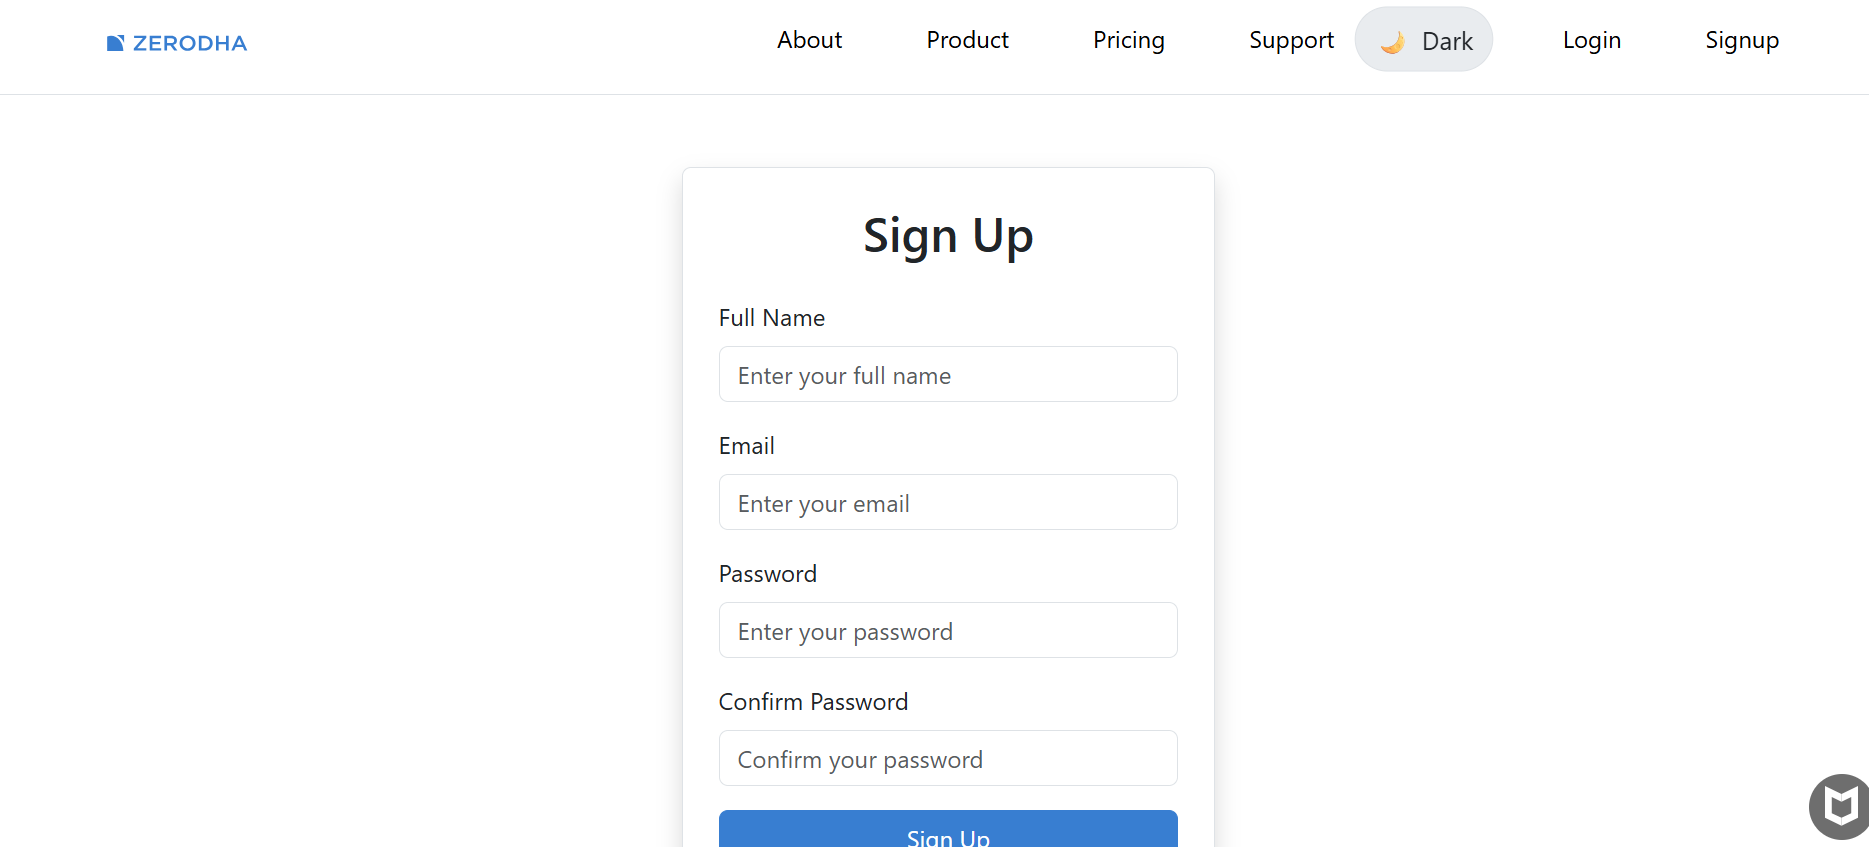 ZERODHA About Product Pricing Support Dark Login Signup
Sign Up
Full Name
Enter your full name
Email
Enter your email
Password
Enter your password
Confirm Password
Confirm your password
Sign Up